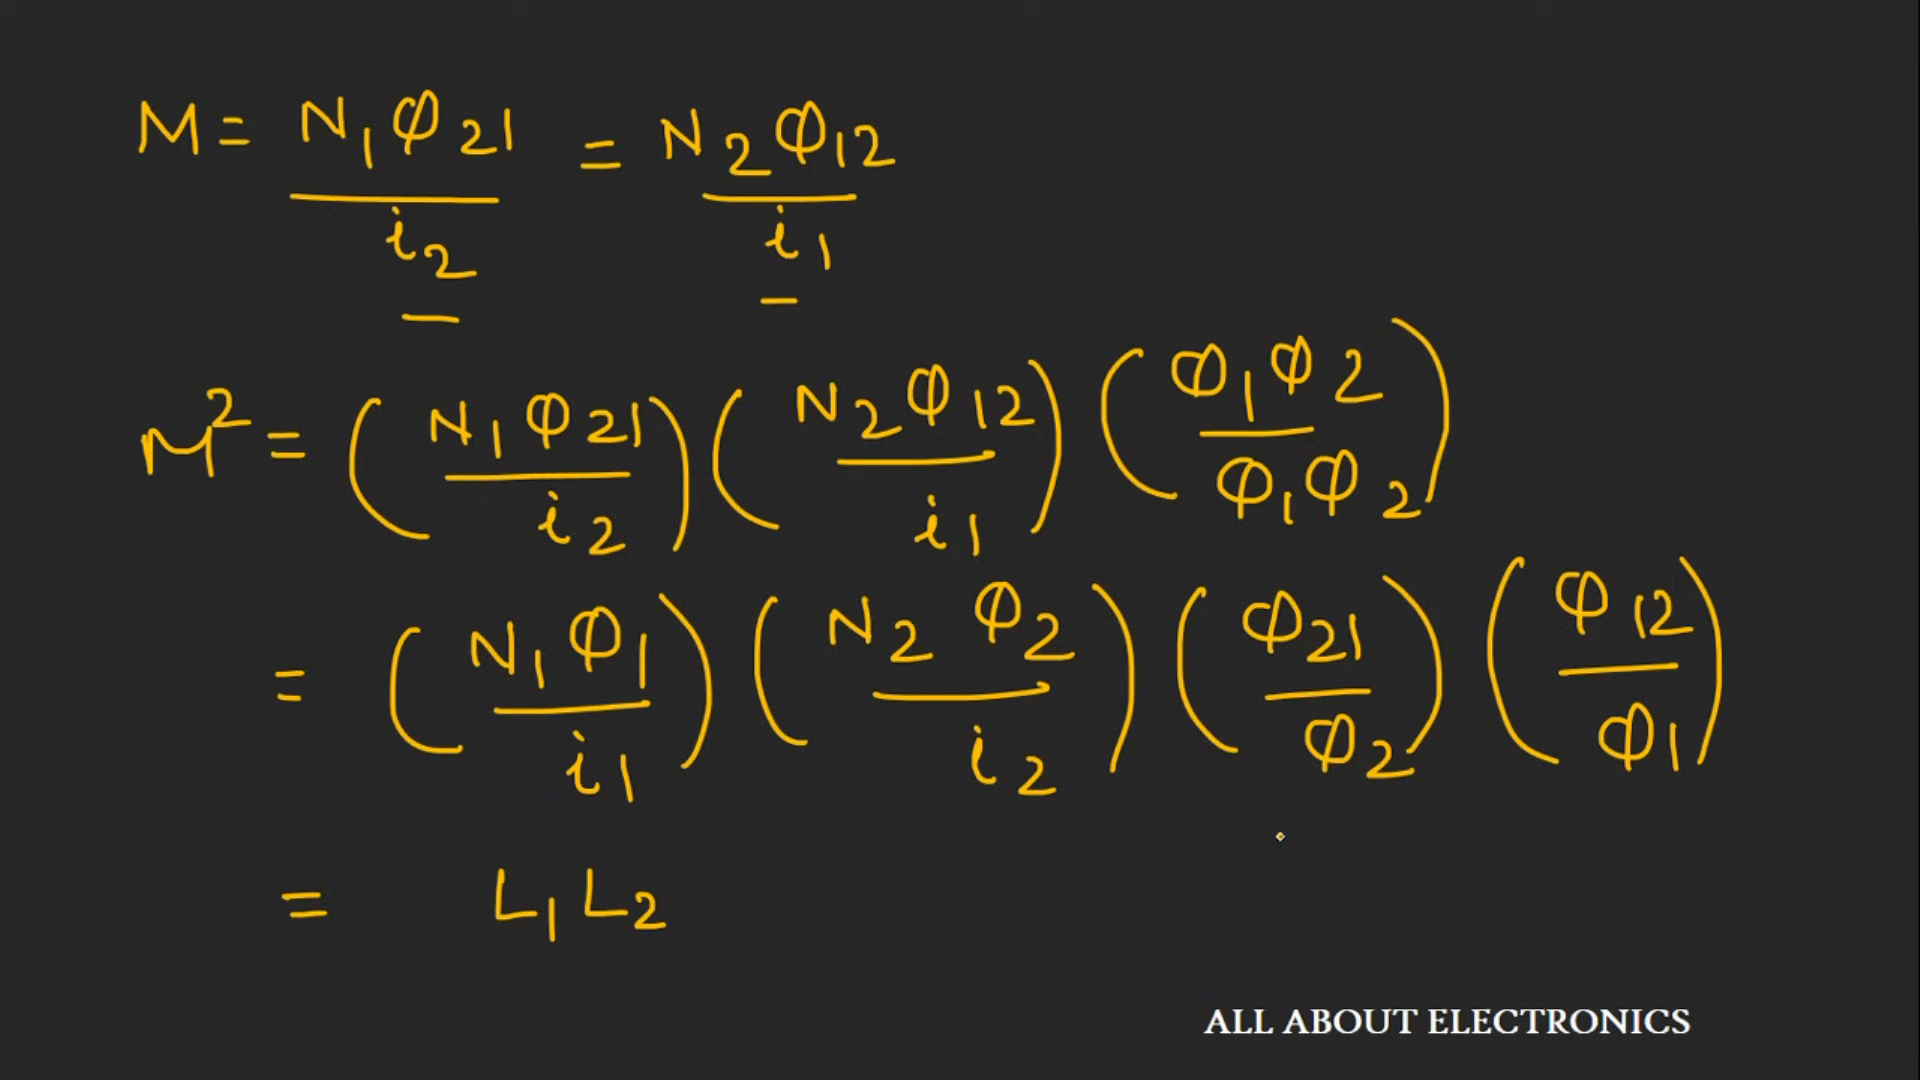 M = N₁Φ₂₁ / i₂ = N₂Φ₁₂ / i₁
M² = (N₁Φ₂₁ / i₂) (N₂Φ₁₂ / i₁) (Φ₁Φ₂ / Φ₁Φ₂)
= (N₁Φ₁ / i₁) (N₂Φ₂ / i₂) (Φ₂₁ / Φ₂) (Φ₁₂ / Φ₁)
= L₁L₂
ALL ABOUT ELECTRONICS